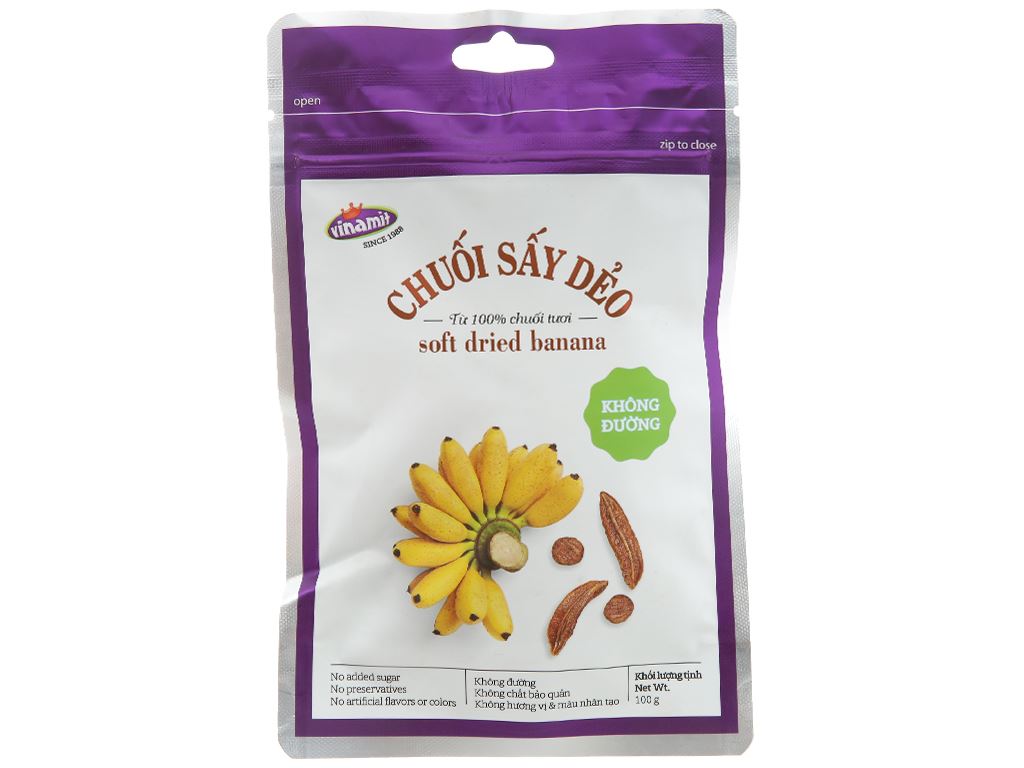 open
zip to close
vinamit
SINCE 1988
CHUỐI SẤY DẺO
Từ 100% chuối tươi
soft dried banana
KHÔNG
ĐƯỜNG
No added sugar
No preservatives
No artificial flavors or colors
Không đường
Không chất bảo quản
Không hương vị & màu nhân tạo
Khối lượng tịnh
Net Wt.
100 g